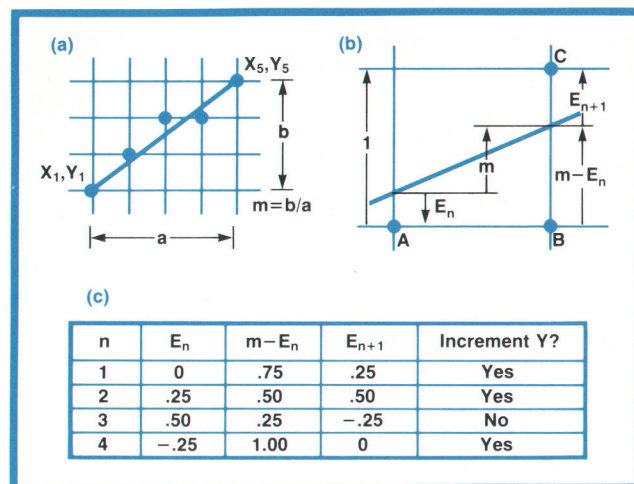 (a)
X5,Y5
b
X1,Y1
m=b/a
a
(b)
C
En+1
1
m
m−En
En
A
B
(c)
n En m−En En+1 Increment Y?
1 0 .75 .25 Yes
2 .25 .50 .50 Yes
3 .50 .25 −.25 No
4 −.25 1.00 0 Yes